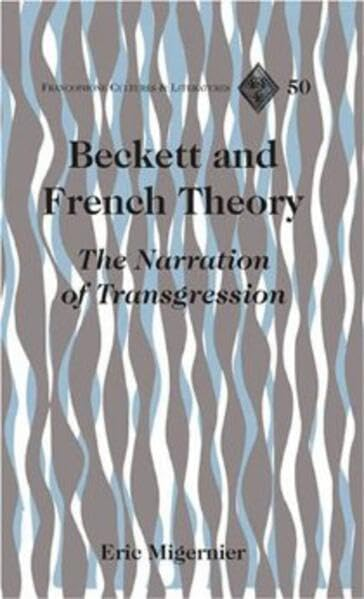 Francophone Cultures & Literatures 50
Beckett and
French Theory
The Narration
of Transgression
Eric Migernier